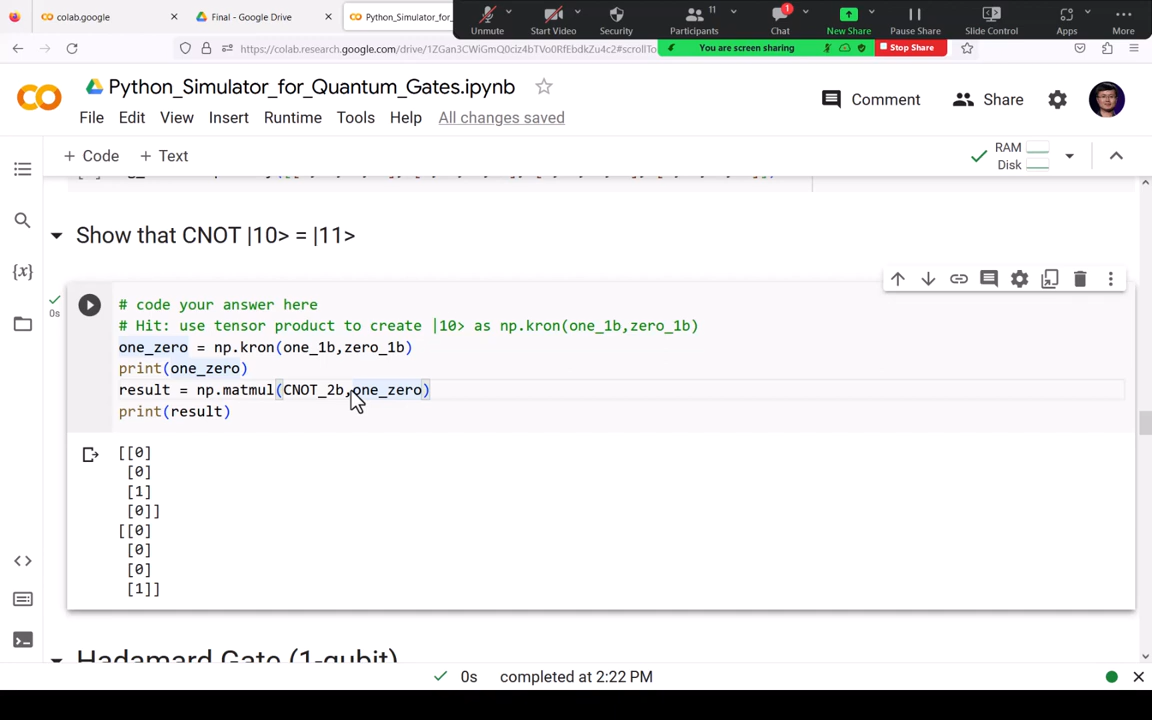 colab.google
Final - Google Drive
Python_Simulator_for_
Unmute
Start Video
Security
11
Participants
1
Chat
New Share
Pause Share
Slide Control
Apps
More
https://colab.research.google.com/drive/1ZGan3CWiGmQ0ciz4bTVo0RfEbdkZu4c2#scrollTo
You are screen sharing
Stop Share
CO
Python_Simulator_for_Quantum_Gates.ipynb
Comment
Share
File Edit View Insert Runtime Tools Help All changes saved
+ Code + Text
RAM
Disk
Show that CNOT |10> = |11>
{x}
0s
# code your answer here
# Hit: use tensor product to create |10> as np.kron(one_1b,zero_1b)
one_zero = np.kron(one_1b,zero_1b)
print(one_zero)
result = np.matmul(CNOT_2b,one_zero)
print(result)
[[0]
[0]
[1]
[0]]
[[0]
[0]
[0]
[1]]
Hadamard Gate (1-qubit)
0s completed at 2:22 PM